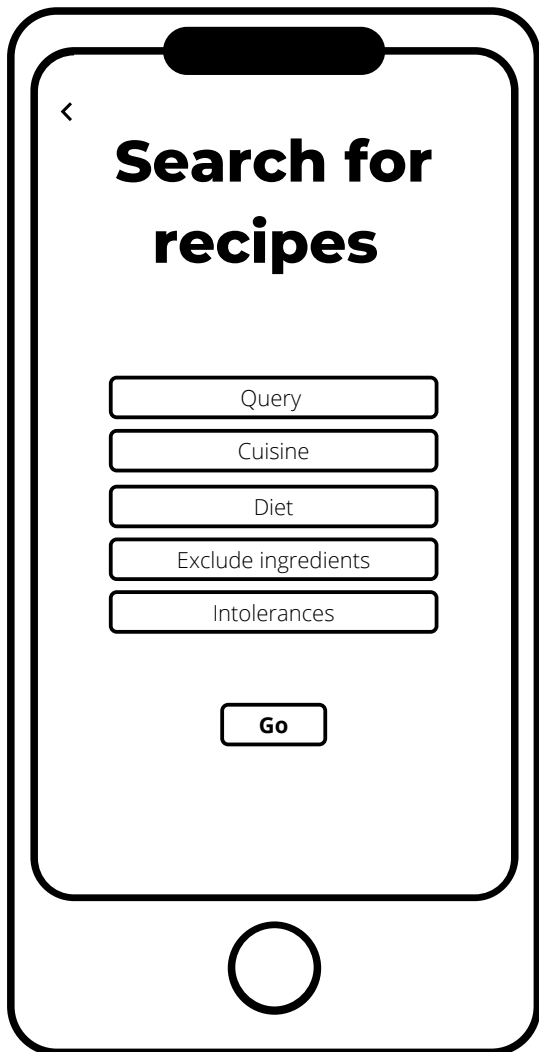 Search for
recipes
Query
Cuisine
Diet
Exclude ingredients
Intolerances
Go